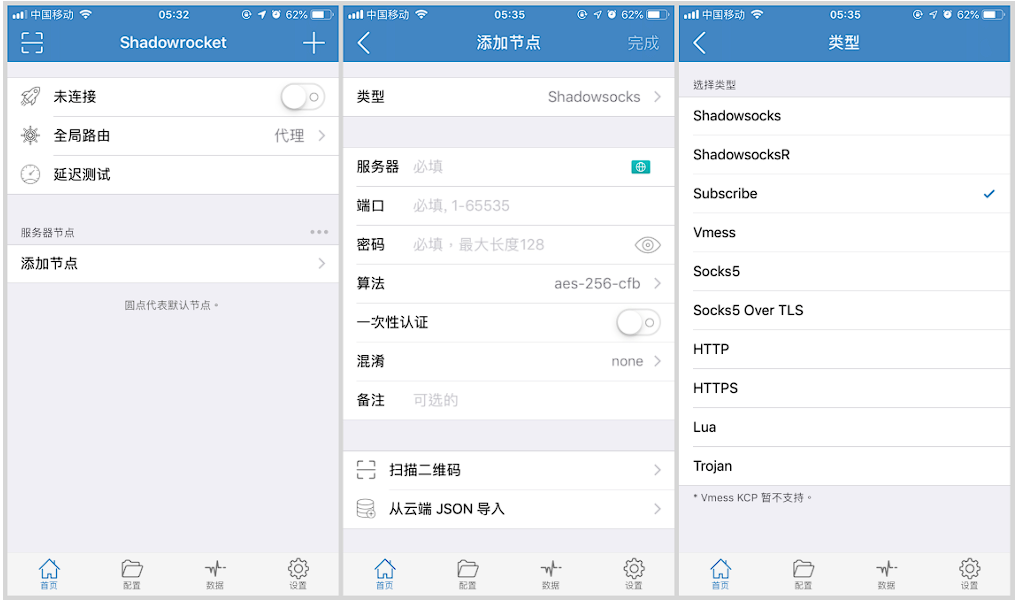 中国移动 05:32 62%
Shadowrocket
未连接
全局路由 代理
延迟测试
服务器节点
添加节点
圆点代表默认节点。
首页 配置 数据 设置
中国移动 05:35 62%
添加节点 完成
类型 Shadowsocks
服务器 必填
端口 必填, 1-65535
密码 必填，最大长度128
算法 aes-256-cfb
一次性认证
混淆 none
备注 可选的
扫描二维码
从云端 JSON 导入
首页 配置 数据 设置
中国移动 05:35 62%
类型
选择类型
Shadowsocks
ShadowsocksR
Subscribe
Vmess
Socks5
Socks5 Over TLS
HTTP
HTTPS
Lua
Trojan
* Vmess KCP 暂不支持。
首页 配置 数据 设置